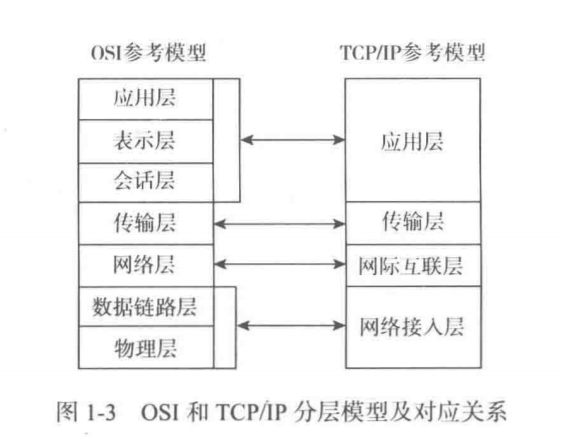 OSI参考模型 TCP/IP参考模型
应用层
表示层
会话层
传输层
网络层
数据链路层
物理层
应用层
传输层
网际互联层
网络接入层
图 1-3 OSI 和 TCP/IP 分层模型及对应关系